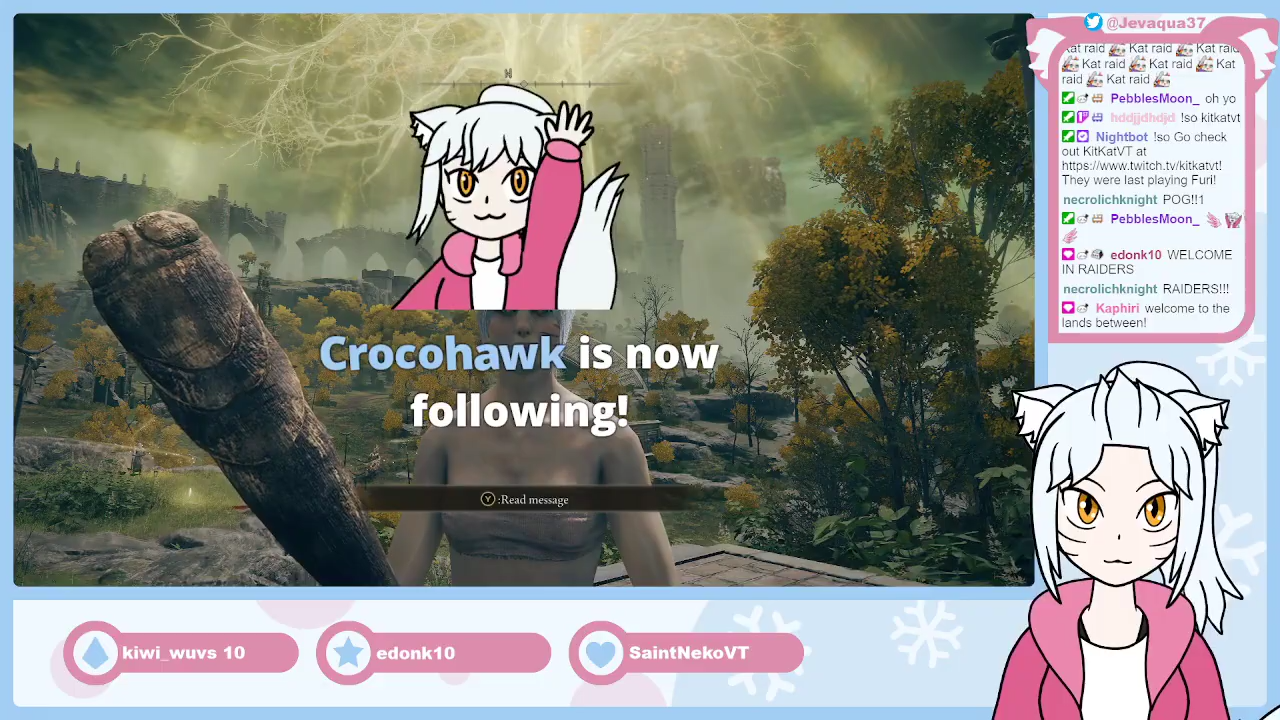 N
Crocohawk is now
following!
Y :Read message
@Jevaqua37
Kat raid Kat raid Kat raid
Kat raid Kat raid Kat
raid Kat raid
PebblesMoon_ oh yo
hddjjdhdjd !so kitkatvt
Nightbot !so Go check
out KitKatVT at
https://www.twitch.tv/kitkatvt!
They were last playing Furi!
necrolichknight POG!!1
PebblesMoon_
edonk10 WELCOME
IN RAIDERS
necrolichknight RAIDERS!!!
Kaphiri welcome to the
lands between!
kiwi_wuvs 10
edonk10
SaintNekoVT